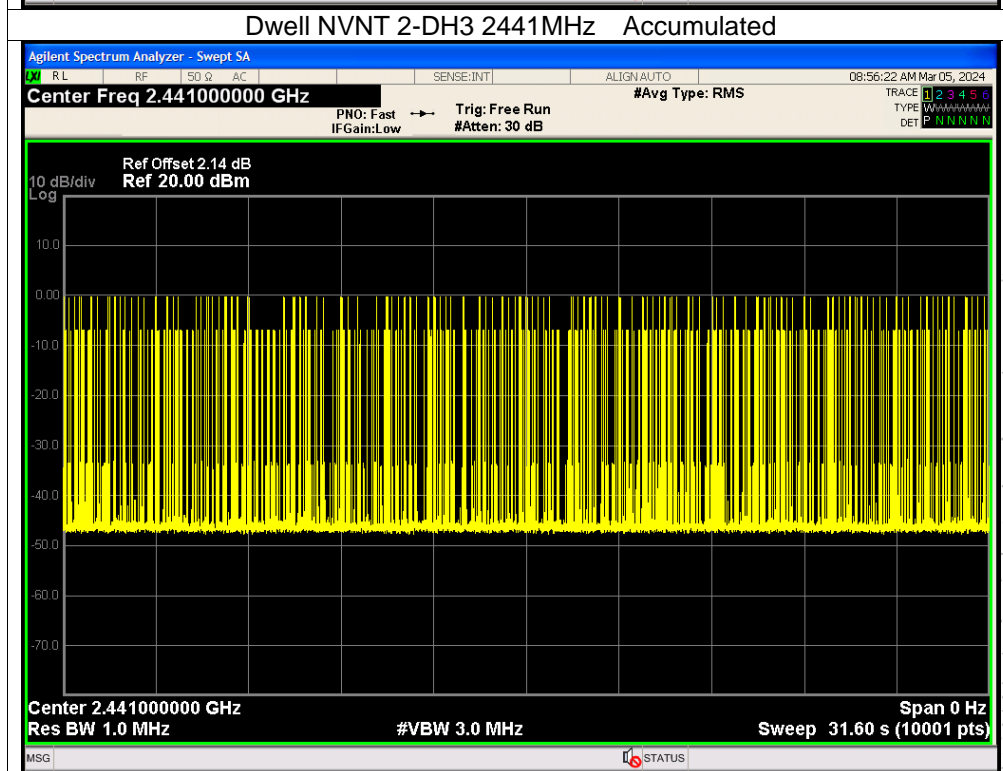 Dwell NVNT 2-DH3 2441MHz Accumulated
Agilent Spectrum Analyzer - Swept SA
LXI RL RF 50 Ω AC SENSE:INT ALIGN AUTO 08:56:22 AM Mar 05, 2024
Center Freq 2.441000000 GHz #Avg Type: RMS TRACE 1 2 3 4 5 6
PNO: Fast Trig: Free Run TYPE W
IFGain:Low #Atten: 30 dB DET P N N N N N
Ref Offset 2.14 dB
10 dB/div Ref 20.00 dBm
Log
10.0
0.00
-10.0
-20.0
-30.0
-40.0
-50.0
-60.0
-70.0
Center 2.441000000 GHz Span 0 Hz
Res BW 1.0 MHz #VBW 3.0 MHz Sweep 31.60 s (10001 pts)
MSG STATUS